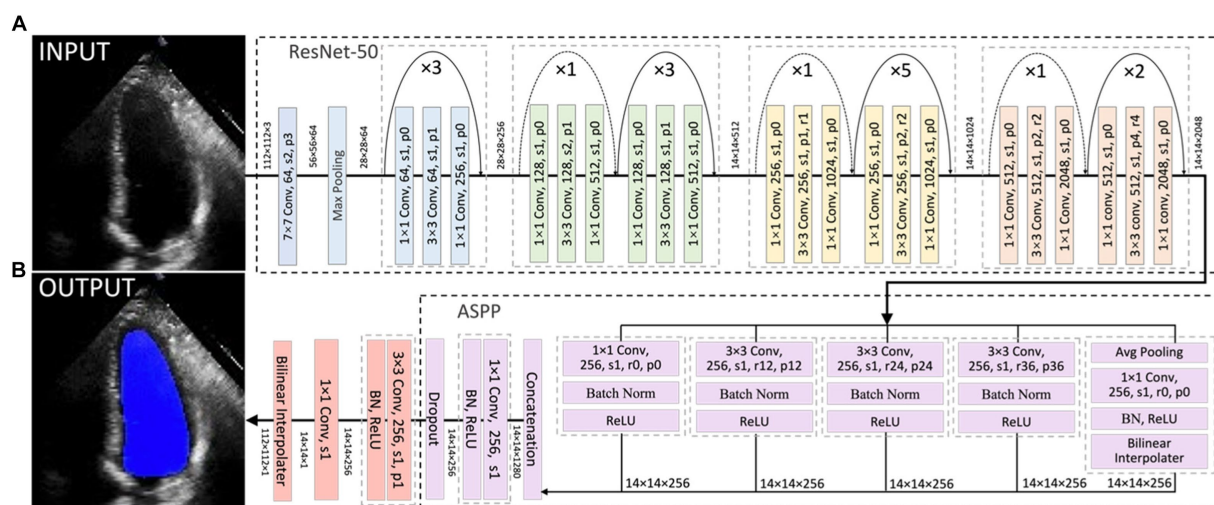 A
INPUT
ResNet-50
112×112×3
7×7 Conv, 64, s2, p3
56×56×64
Max Pooling
28×28×64
×3
1×1 Conv, 64, s1, p0
3×3 Conv, 64, s1, p1
1×1 Conv, 256, s1, p0
28×28×256
×1
1×1 Conv, 128, s1, p0
3×3 Conv, 128, s2, p1
1×1 Conv, 512, s1, p0
×3
1×1 Conv, 128, s1, p0
3×3 Conv, 128, s1, p1
1×1 Conv, 512, s1, p0
14×14×512
×1
1×1 Conv, 256, s1, p0
3×3 Conv, 256, s1, p1, r1
1×1 Conv, 1024, s1, p0
×5
1×1 Conv, 256, s1, p0
3×3 Conv, 256, s1, p2, r2
1×1 Conv, 1024, s1, p0
14×14×1024
×1
1×1 Conv, 512, s1, p0
3×3 Conv, 512, s1, p2, r2
1×1 Conv, 2048, s1, p0
×2
1×1 conv, 512, s1, p0
3×3 Conv, 512, s1, p4, r4
1×1 conv, 2048, s1, p0
14×14×2048
B
OUTPUT
ASPP
1×1 Conv,
256, s1, r0, p0
Batch Norm
ReLU
3×3 Conv,
256, s1, r12, p12
Batch Norm
ReLU
3×3 Conv,
256, s1, r24, p24
Batch Norm
ReLU
3×3 Conv,
256, s1, r36, p36
Batch Norm
ReLU
Avg Pooling
1×1 Conv,
256, s1, r0, p0
BN, ReLU
Bilinear
Interpolater
14×14×256
14×14×256
14×14×256
14×14×256
14×14×256
Concatenation
14×14×1280
1×1 Conv, 256, s1
BN, ReLU
14×14×256
Dropout
3×3 Conv, 256, s1, p1
BN, ReLU
14×14×256
1×1 Conv, s1
14×14×1
Bilinear Interpolater
112×112×1